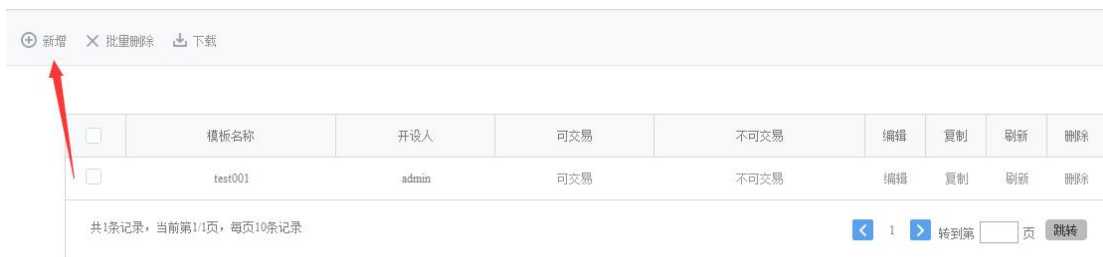 新增 批量删除 下载
模板名称 开设人 可交易 不可交易 编辑 复制 刷新 删除
test001 admin 可交易 不可交易 编辑 复制 刷新 删除
共1条记录，当前第1/1页，每页10条记录 1 转到第 页 跳转